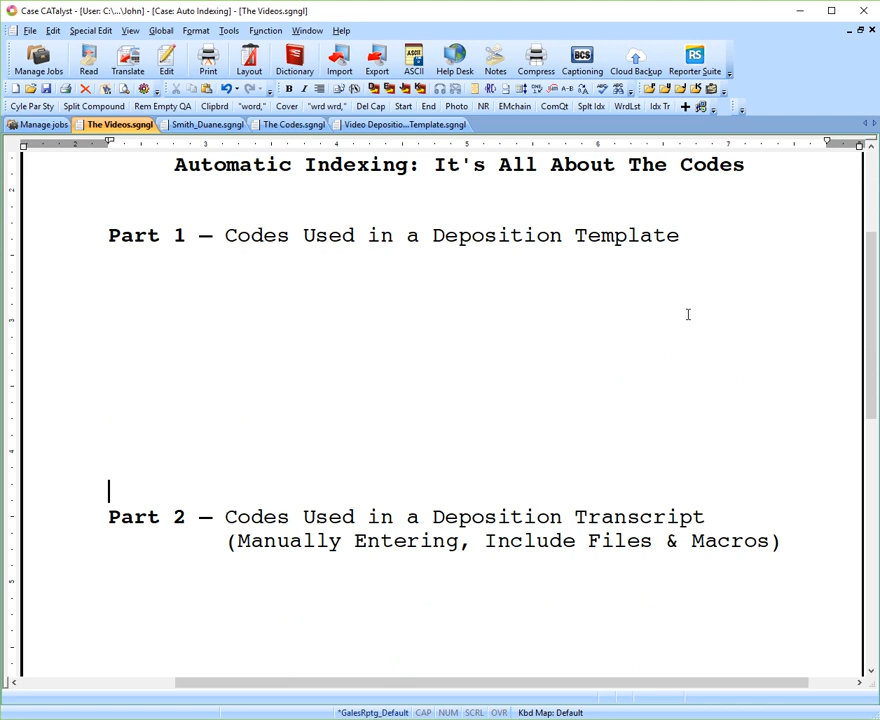 Case CATalyst - [User: C:\...\John] - [Case: Auto Indexing] - [The Videos.sgngl]
File Edit Special Edit View Global Format Tools Function Window Help
Manage Jobs Read Translate Edit Print Layout Dictionary Import Export ASCII Help Desk Notes Compress Captioning Cloud Backup Reporter Suite
Cyle Par Sty Split Compound Rem Empty QA Clipbrd "word," Cover "wrd wrd," Del Cap Start End Photo NR EMchain ComQt Splt Idx WrdLst Idx Tr
Manage jobs The Videos.sgngl Smith_Duane.sgngl The Codes.sgngl Video Depositio...Template.sgngl
2 3 4 5 6 7
Automatic Indexing: It's All About The Codes
Part 1 – Codes Used in a Deposition Template
Part 2 – Codes Used in a Deposition Transcript
(Manually Entering, Include Files & Macros)
*GalesRptg_Default CAP NUM SCRL OVR Kbd Map: Default